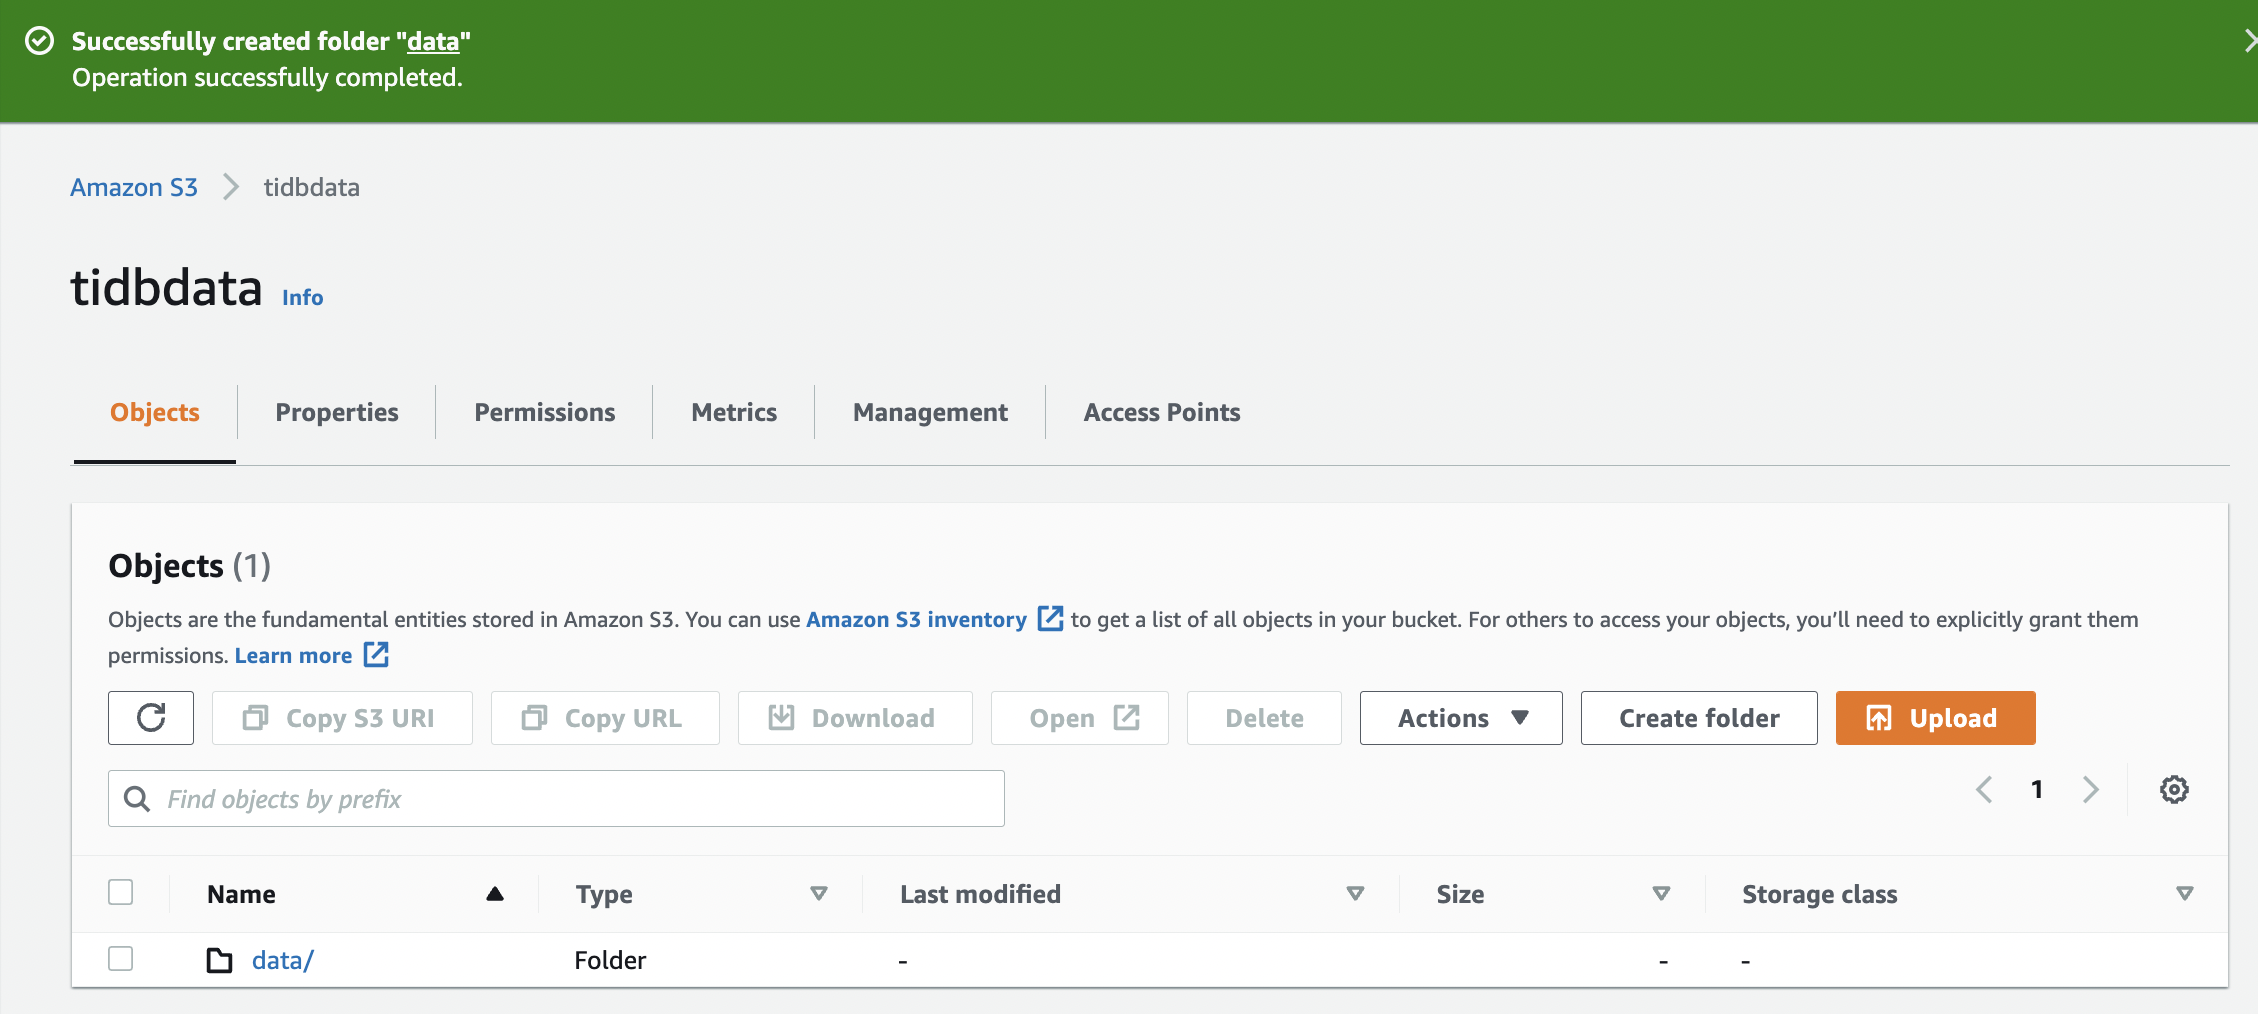 Successfully created folder "data"
Operation successfully completed.
Amazon S3 tidbdata
tidbdata Info
Objects Properties Permissions Metrics Management Access Points
Objects (1)
Objects are the fundamental entities stored in Amazon S3. You can use Amazon S3 inventory to get a list of all objects in your bucket. For others to access your objects, you’ll need to explicitly grant them
permissions. Learn more
Copy S3 URI Copy URL Download Open Delete Actions Create folder Upload
Find objects by prefix 1
Name Type Last modified Size Storage class
data/ Folder - - -